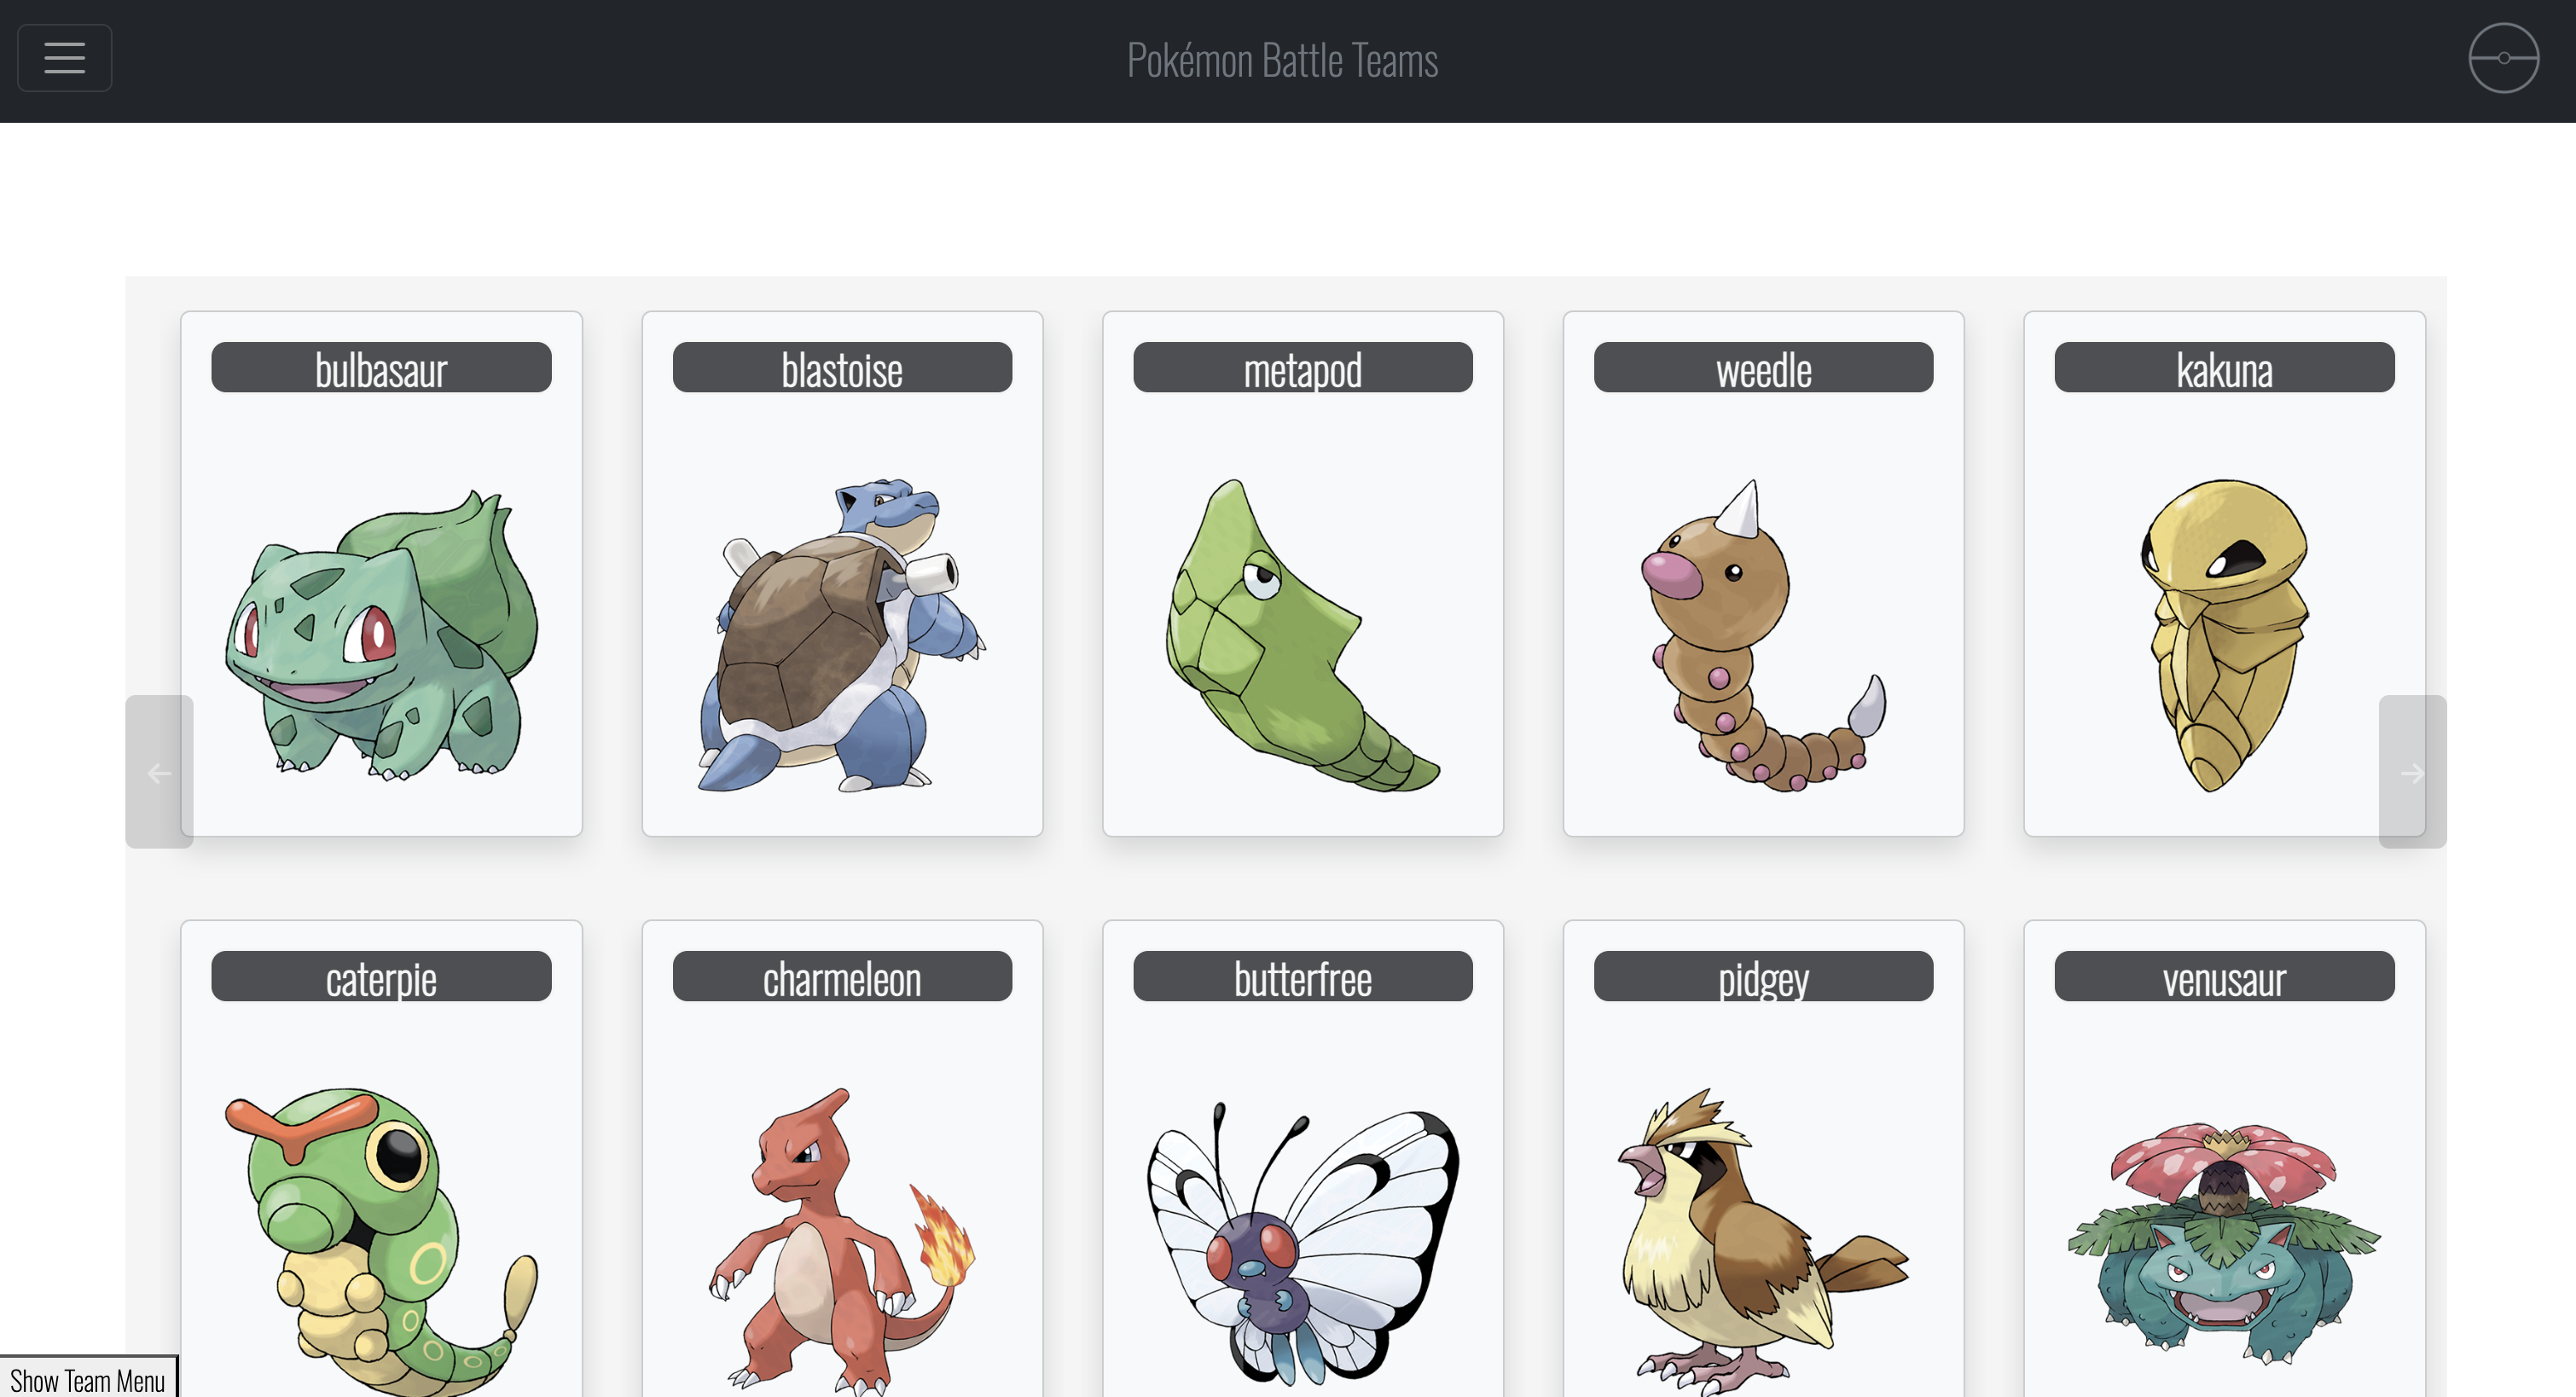 Pokémon Battle Teams
bulbasaur
blastoise
metapod
weedle
kakuna
caterpie
charmeleon
butterfree
pidgey
venusaur
Show Team Menu